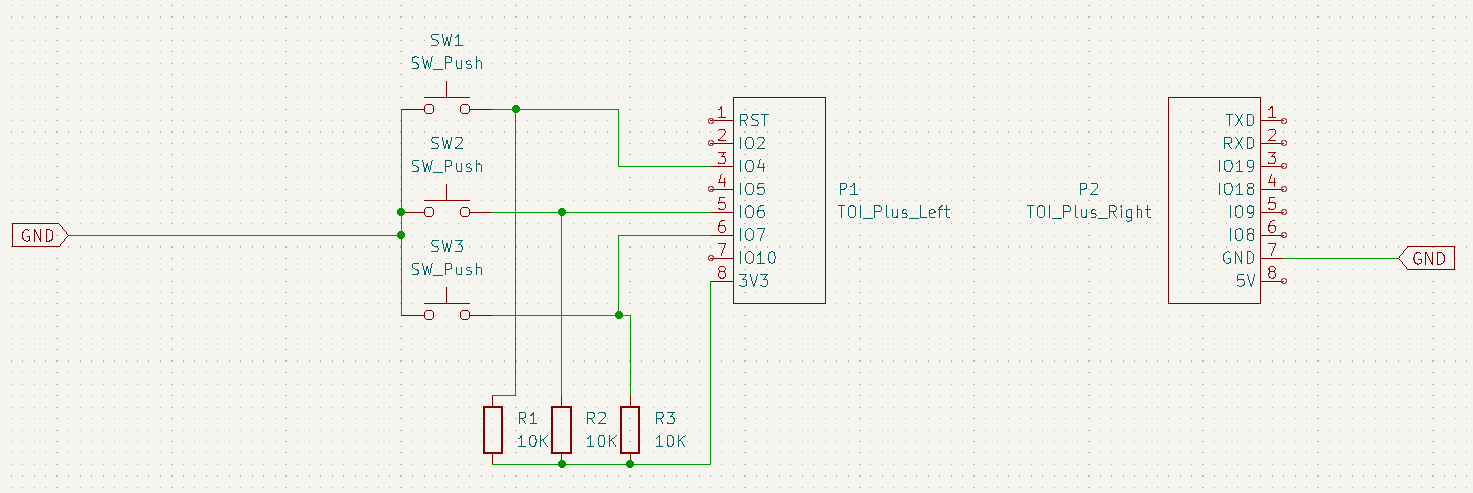 SW1
SW_Push
SW2
SW_Push
SW3
SW_Push
GND
1 RST
2 IO2
3 IO4
4 IO5
5 IO6
6 IO7
7 IO10
8 3V3
P1
TOI_Plus_Left
P2
TOI_Plus_Right
TXD 1
RXD 2
IO19 3
IO18 4
IO9 5
IO8 6
GND 7
5V 8
GND
R1
10K
R2
10K
R3
10K